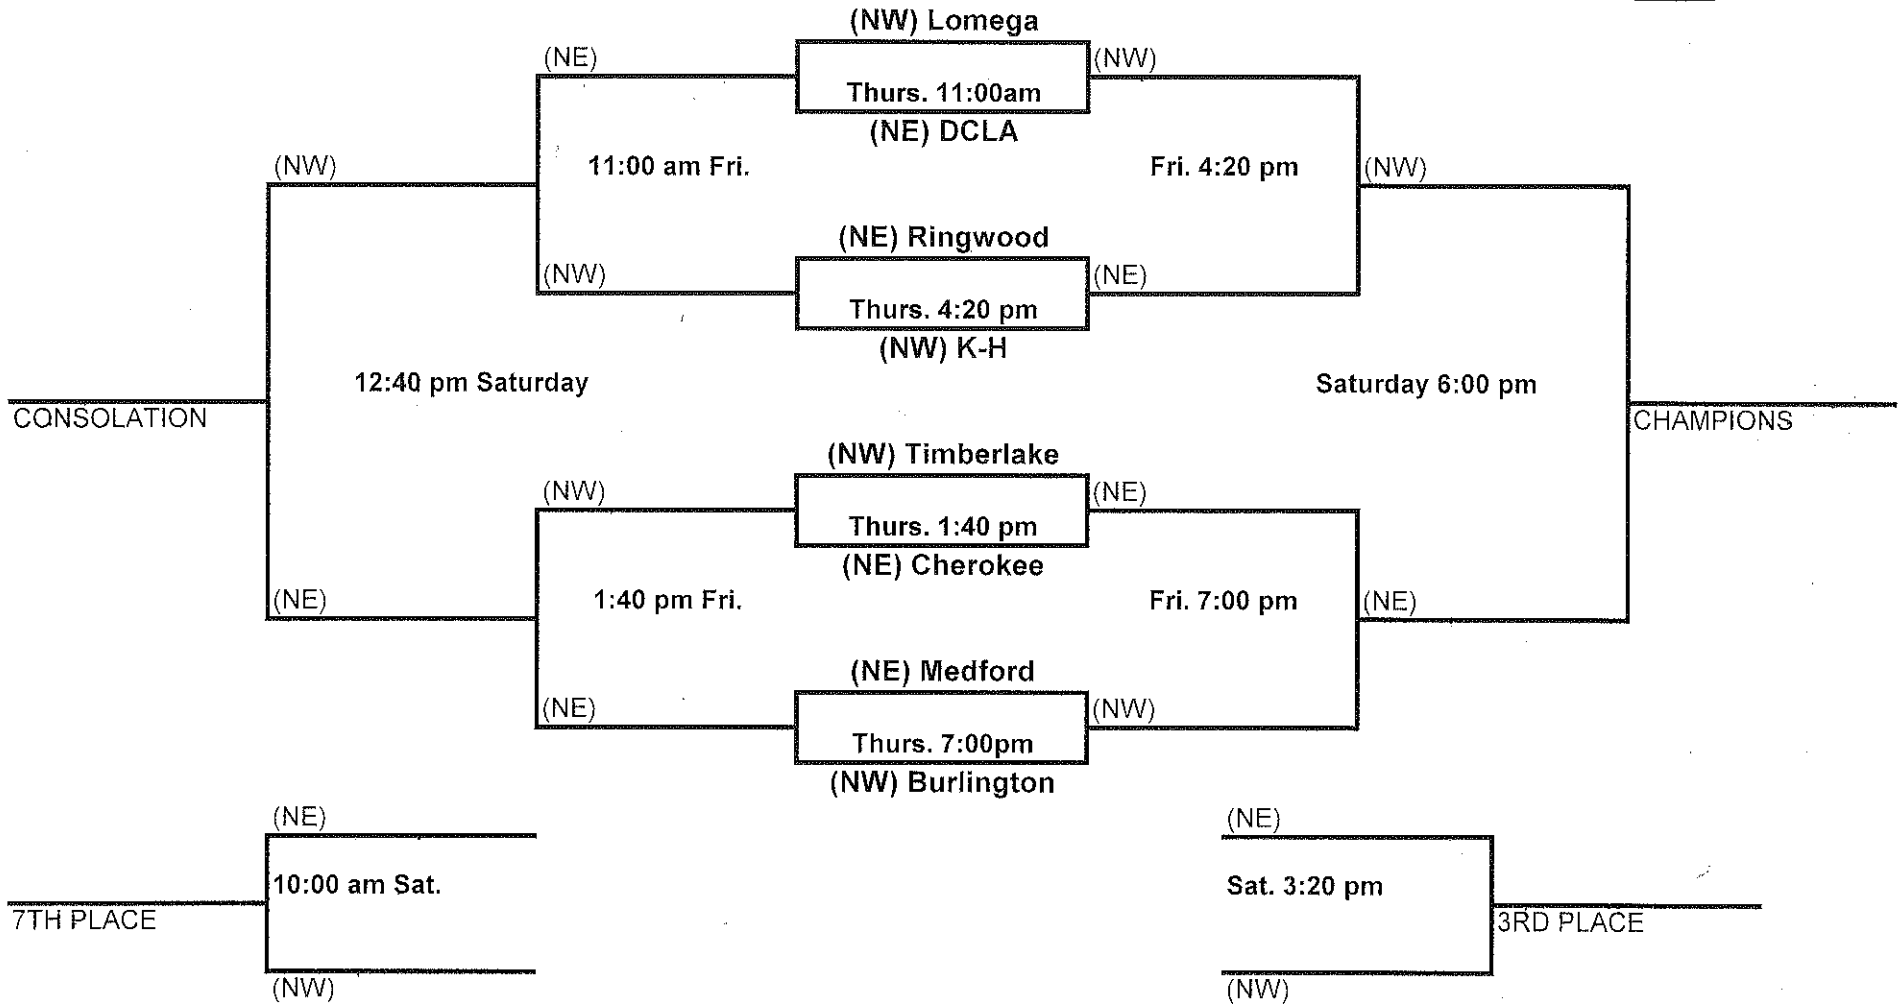 (NW) Lomega
(NE)
(NW)
Thurs. 11:00am
(NE) DCLA
(NW)
11:00 am Fri.
Fri. 4:20 pm
(NW)
(NE) Ringwood
(NW)
(NE)
Thurs. 4:20 pm
(NW) K-H
12:40 pm Saturday
Saturday 6:00 pm
CONSOLATION
CHAMPIONS
(NW) Timberlake
(NW)
(NE)
Thurs. 1:40 pm
(NE) Cherokee
(NE)
1:40 pm Fri.
Fri. 7:00 pm
(NE)
(NE) Medford
(NE)
(NW)
Thurs. 7:00pm
(NW) Burlington
(NE)
(NE)
10:00 am Sat.
Sat. 3:20 pm
7TH PLACE
3RD PLACE
(NW)
(NW)